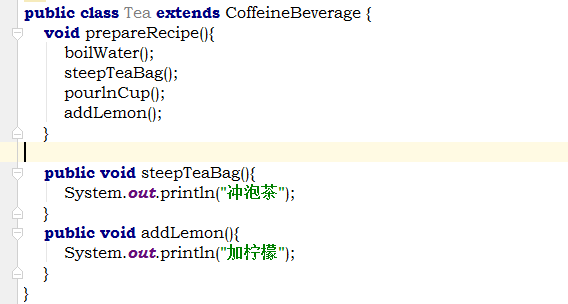 public class Tea extends CoffeineBeverage {
void prepareRecipe(){
boilWater();
steepTeaBag();
pourlnCup();
addLemon();
}
public void steepTeaBag(){
System.out.println("冲泡茶");
}
public void addLemon(){
System.out.println("加柠檬");
}
}